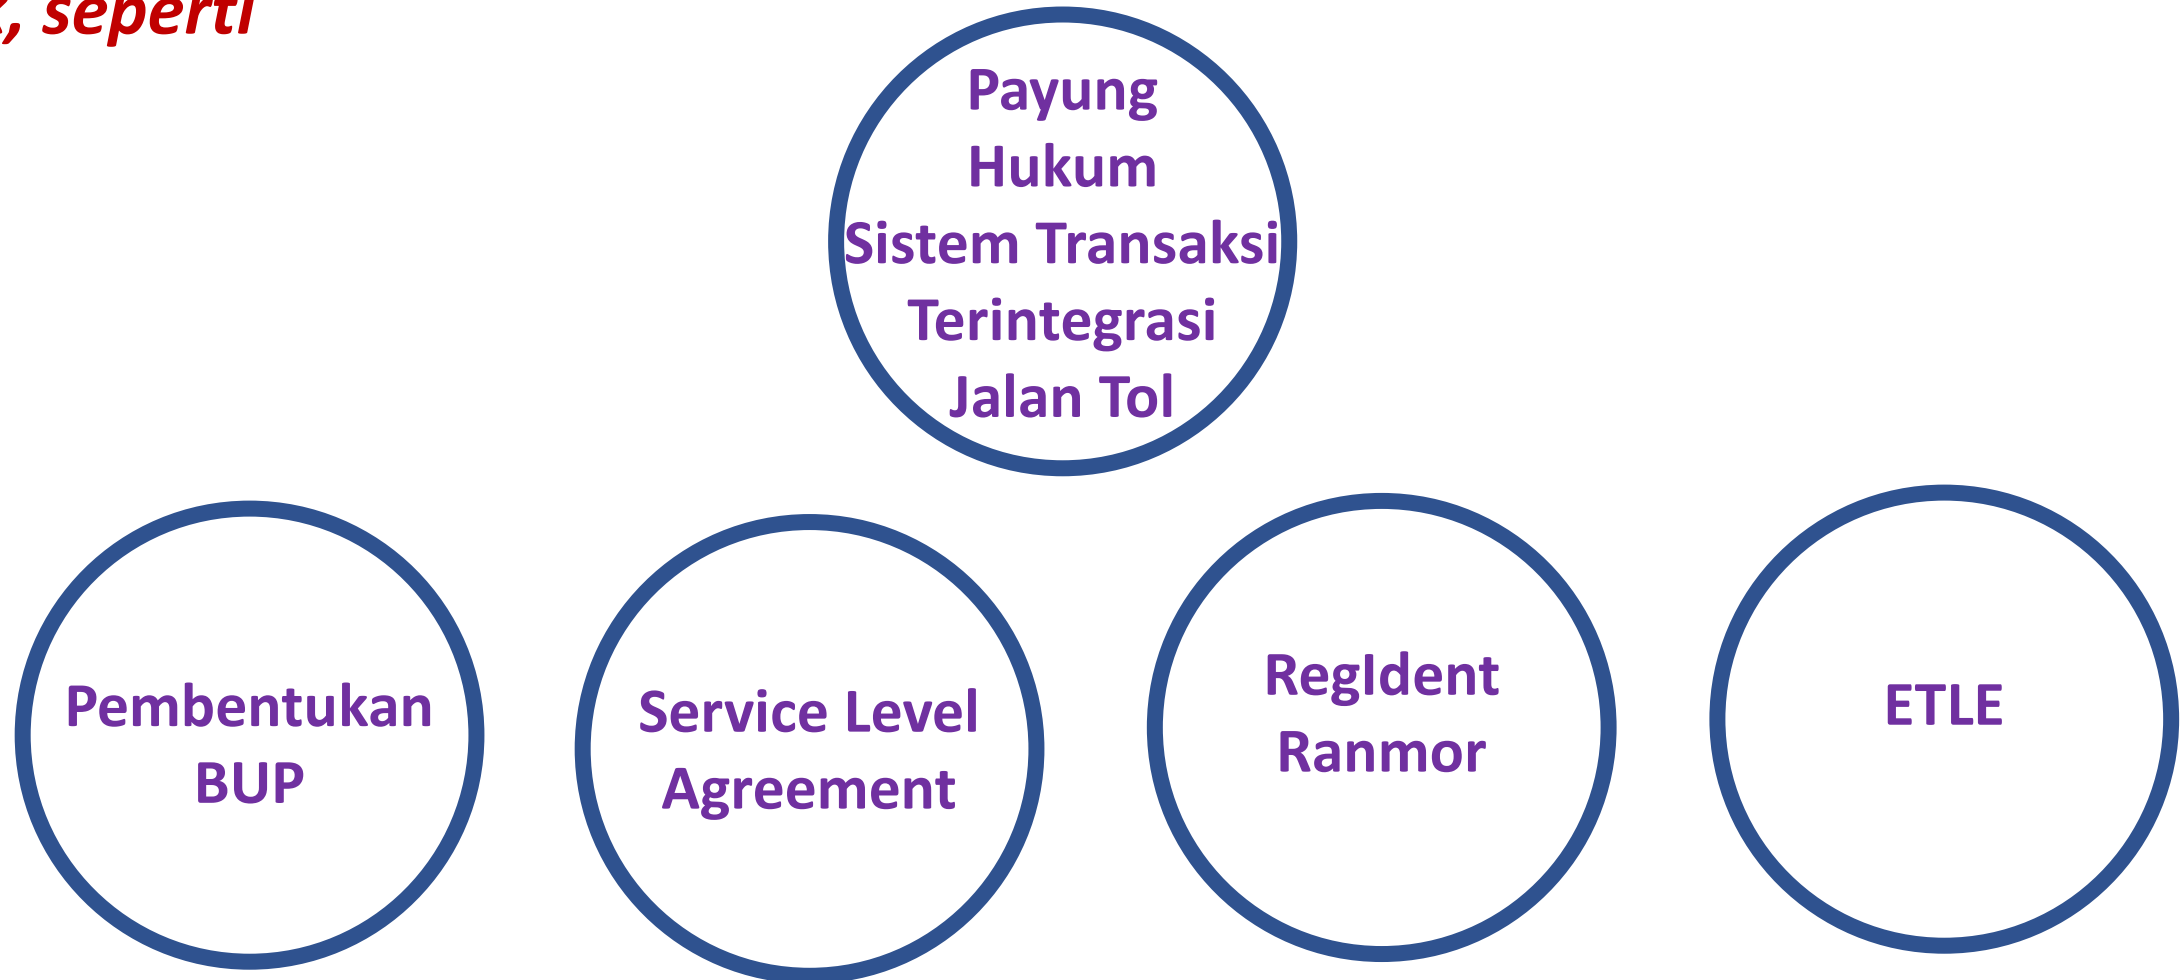 , seperti
Payung
Hukum
Sistem Transaksi
Terintegrasi
Jalan Tol
Pembentukan
BUP
Service Level
Agreement
RegIdent
Ranmor
ETLE